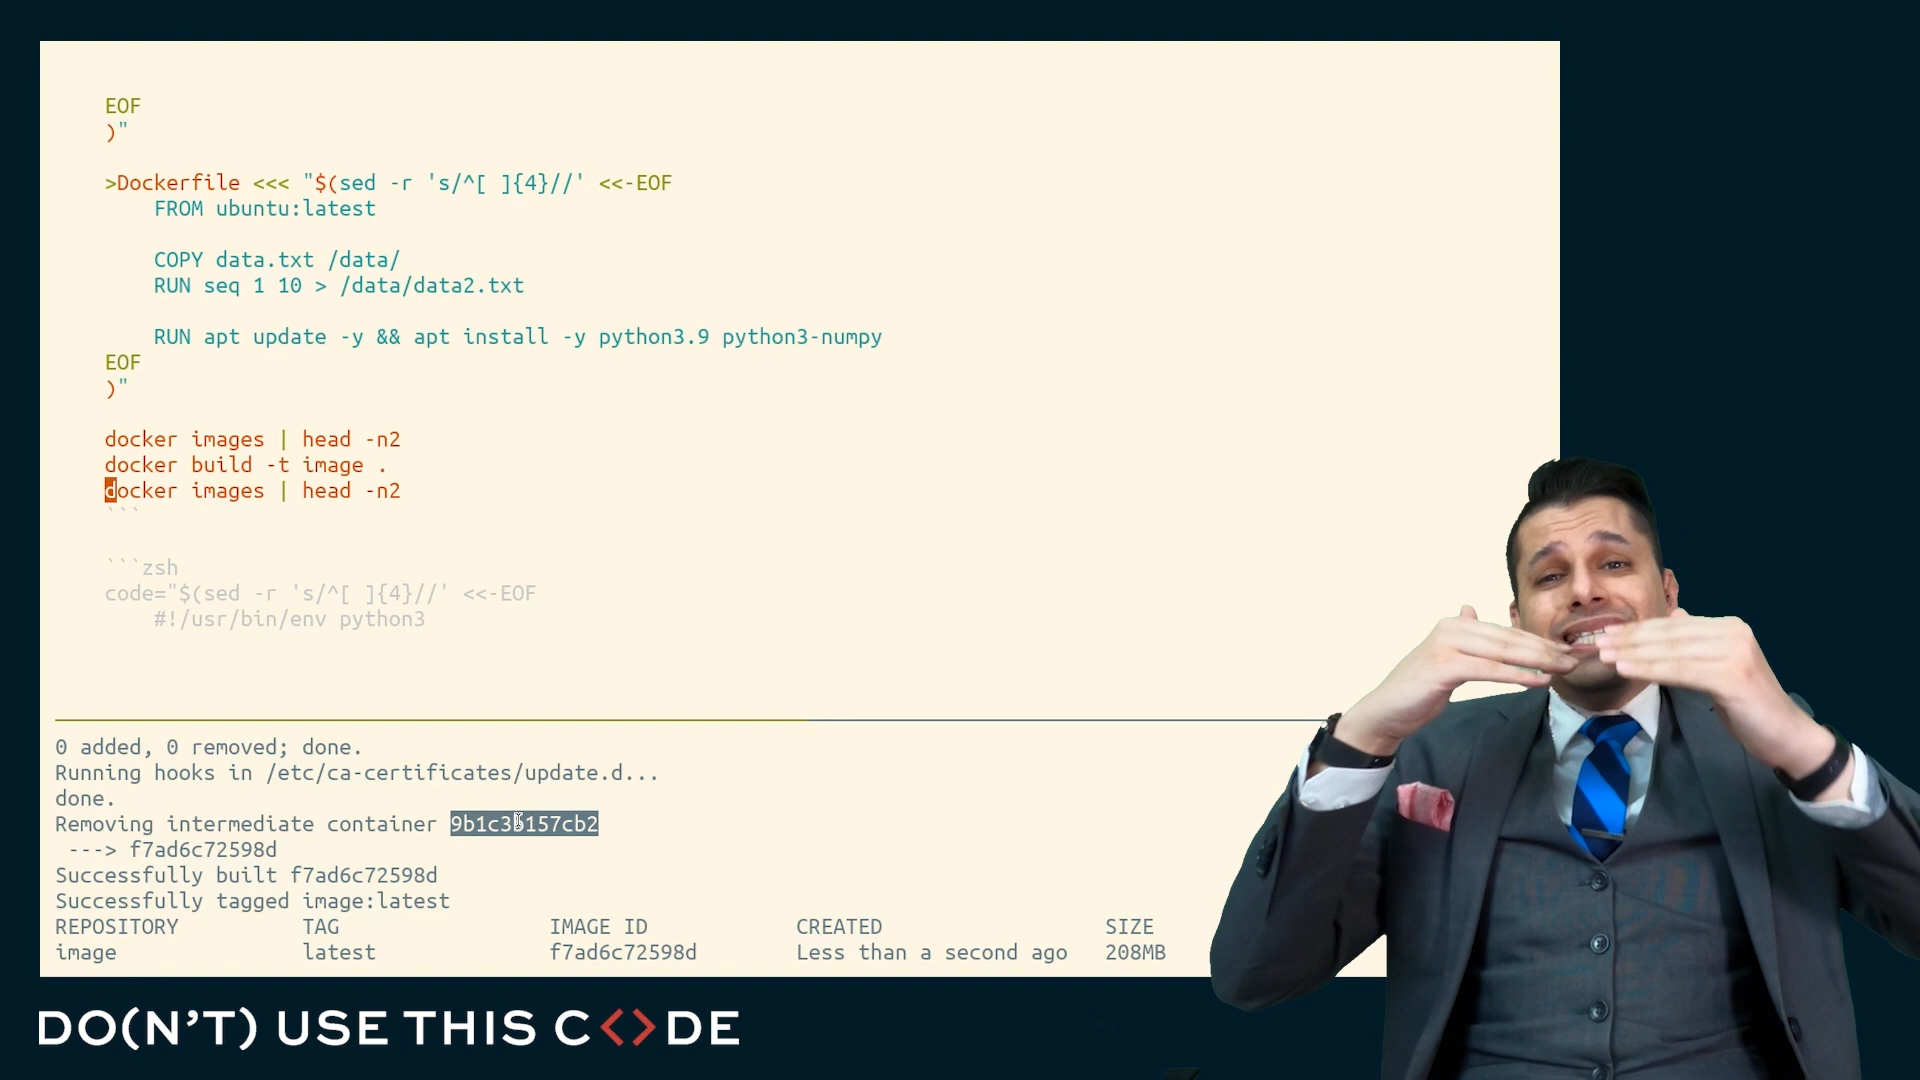 EOF
)"
>Dockerfile <<< "$(sed -r 's/^[ ]{4}//' <<-EOF
FROM ubuntu:latest
COPY data.txt /data/
RUN seq 1 10 > /data/data2.txt
RUN apt update -y && apt install -y python3.9 python3-numpy
EOF
)"
docker images | head -n2
docker build -t image .
docker images | head -n2
```
```zsh
code="$(sed -r 's/^[ ]{4}//' <<-EOF
#!/usr/bin/env python3
0 added, 0 removed; done.
Running hooks in /etc/ca-certificates/update.d...
done.
Removing intermediate container
---> f7ad6c72598d
Successfully built f7ad6c72598d
Successfully tagged image:latest
REPOSITORY TAG IMAGE ID CREATED SIZE
image latest f7ad6c72598d Less than a second ago 208MB
DO(N'T) USE THIS C<>DE